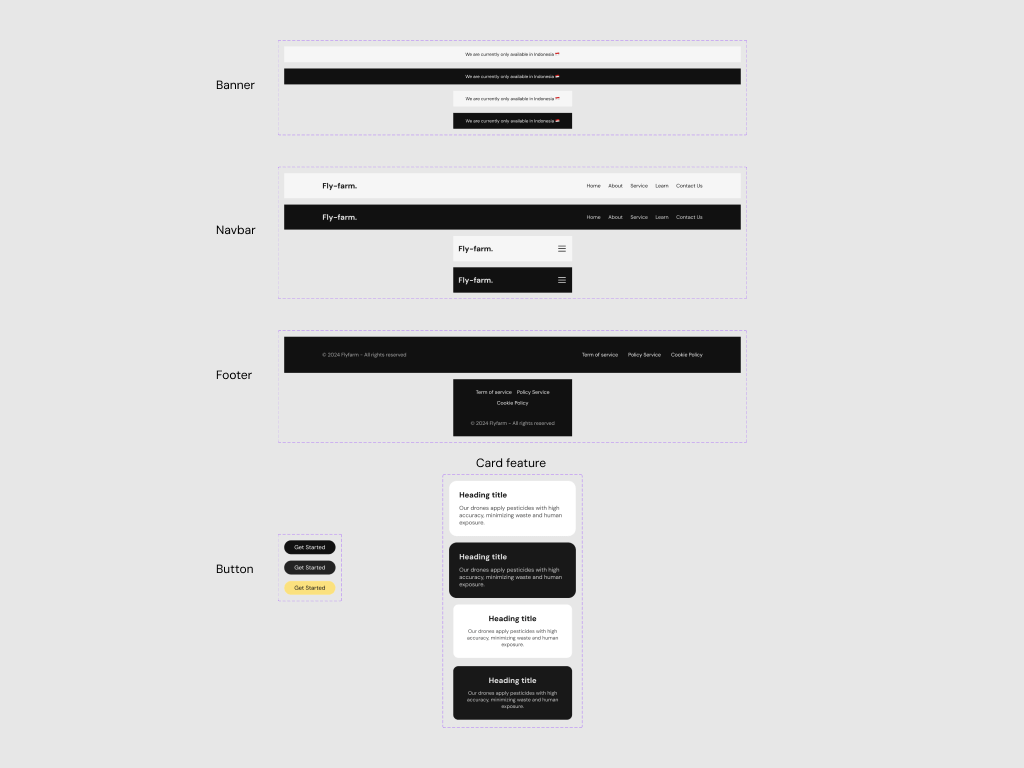 Banner
We are currently only available in Indonesia 🇮🇩
We are currently only available in Indonesia 🇮🇩
We are currently only available in Indonesia 🇮🇩
We are currently only available in Indonesia 🇮🇩
Navbar
Fly-farm. Home About Service Learn Contact Us
Fly-farm. Home About Service Learn Contact Us
Fly-farm.
Fly-farm.
Footer
© 2024 Flyfarm - All rights reserved Term of service Policy Service Cookie Policy
Term of service Policy Service
Cookie Policy
© 2024 Flyfarm - All rights reserved
Card feature
Heading title
Our drones apply pesticides with high
accuracy, minimizing waste and human
exposure.
Heading title
Our drones apply pesticides with high
accuracy, minimizing waste and human
exposure.
Heading title
Our drones apply pesticides with high
accuracy, minimizing waste and human
exposure.
Heading title
Our drones apply pesticides with high
accuracy, minimizing waste and human
exposure.
Button
Get Started
Get Started
Get Started